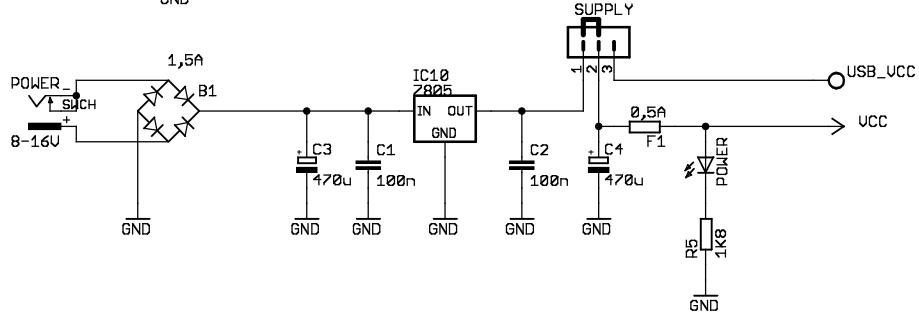 GND
SUPPLY
1,5A
POWER_
SWCH
B1
+
8-16V
IC10
7805
IN
OUT
GND
1
2
3
USB_VCC
0,5A
F1
VCC
+
C3
470u
C1
100n
C2
100n
+
C4
470u
POWER
GND
GND
GND
GND
GND
GND
R5
1K8
GND